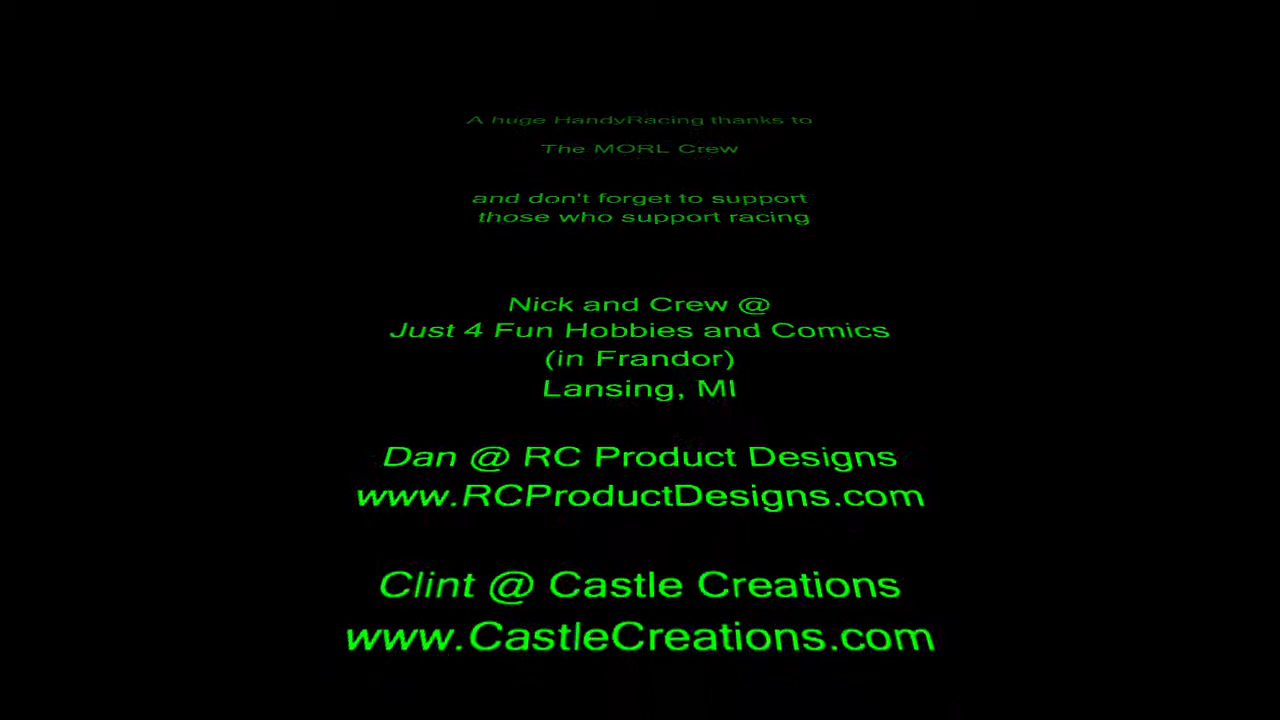 A huge HandyRacing thanks to
The MORL Crew
and don't forget to support
those who support racing
Nick and Crew @
Just 4 Fun Hobbies and Comics
(in Frandor)
Lansing, MI
Dan @ RC Product Designs
www.RCProductDesigns.com
Clint @ Castle Creations
www.CastleCreations.com